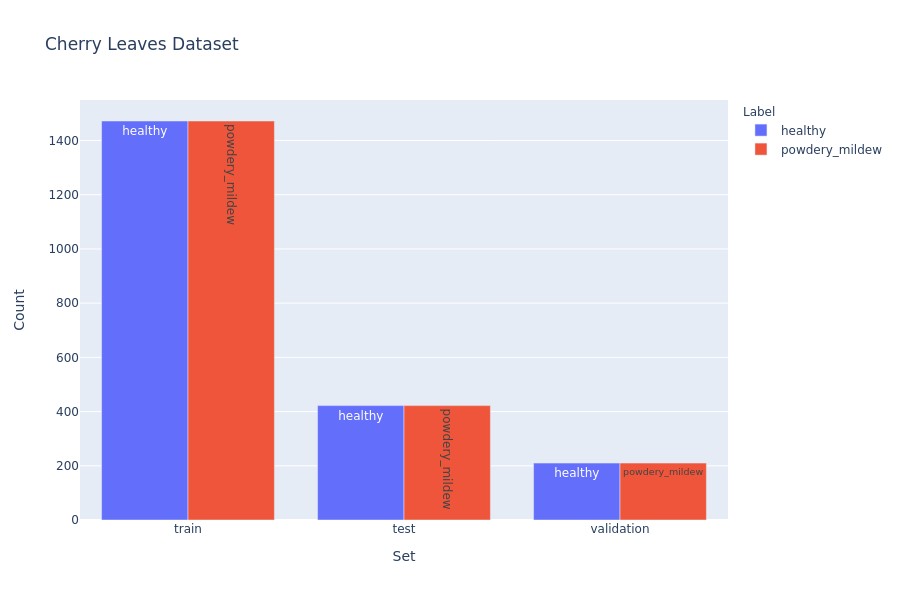 Cherry Leaves Dataset
Label
healthy
powdery_mildew
Count
1400
1200
1000
800
600
400
200
0
healthy
powdery_mildew
healthy
powdery_mildew
healthy
powdery_mildew
train
test
validation
Set